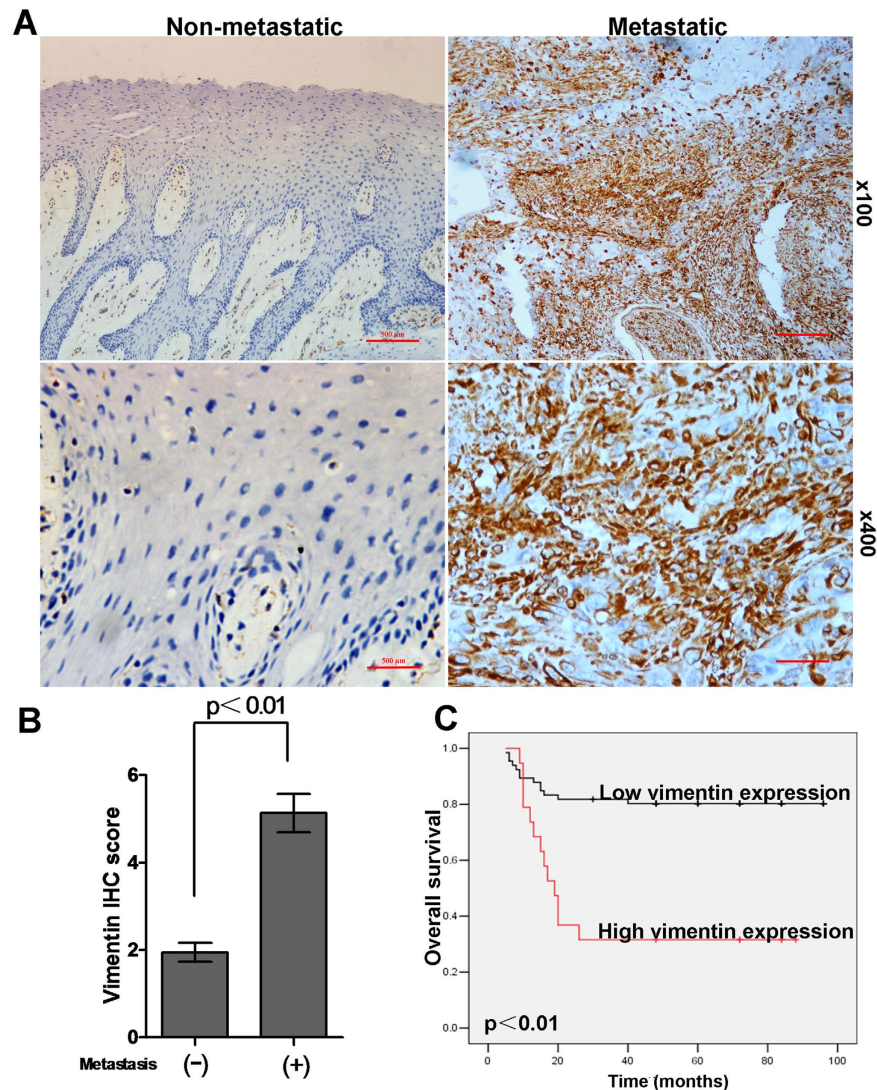 A
Non-metastatic
Metastatic
x100
500 μm
x400
500 μm
B
p< 0.01
Vimentin IHC score
6
4
2
0
Metastasis
(−)
(+)
C
Overall survival
1.0
0.8
0.6
0.4
0.2
0.0
Low vimentin expression
High vimentin expression
p<0.01
0
20
40
60
80
100
Time (months)